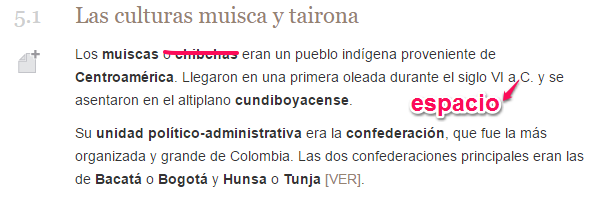 5.1 Las culturas muisca y tairona
Los muiscas o chibchas eran un pueblo indígena proveniente de
Centroamérica. Llegaron en una primera oleada durante el siglo VI a.C. y se
asentaron en el altiplano cundiboyacense.
espacio
Su unidad político-administrativa era la confederación, que fue la más
organizada y grande de Colombia. Las dos confederaciones principales eran las
de Bacatá o Bogotá y Hunsa o Tunja [VER].